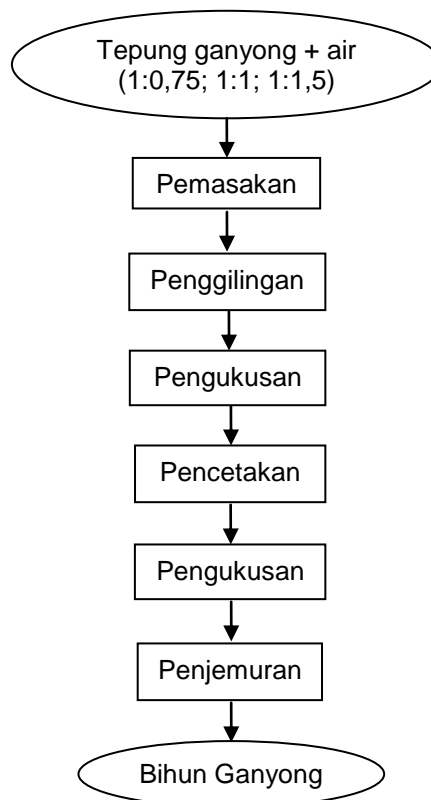 Tepung ganyong + air
(1:0,75; 1:1; 1:1,5)
Pemasakan
Penggilingan
Pengukusan
Pencetakan
Pengukusan
Penjemuran
Bihun Ganyong